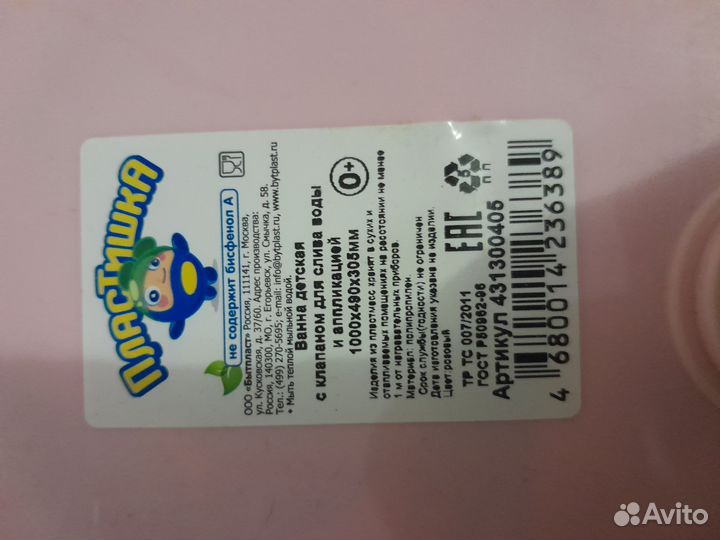 ПЛАСТИШКА
не содержит бисфенол А
ООО «Бытпласт» Россия, 111141, г. Москва,
ул. Кусковская, д. 37/60. Адрес производства:
Россия, 140300, МО, г. Егорьевск, ул. Смычка, д. 58.
Тел.: (499) 270-5695; e-mail: info@bytplast.ru, www.bytplast.ru
• Мыть теплой мыльной водой.
Ванна детская
с клапаном для слива воды
и аппликацией
1000х490х305мм
0+
Изделия из пластмасс хранят в сухих и
отапливаемых помещениях на расстоянии не менее
1 м от нагревательных приборов.
Материал: полипропилен.
Срок службы(годности) не ограничен
Дата изготовления указана на изделии.
Цвет:розовый
EAC
5
ПП
ТР ТС 007/2011
ГОСТ Р50962-96
Артикул 431300405
4 680014 236389
Avito